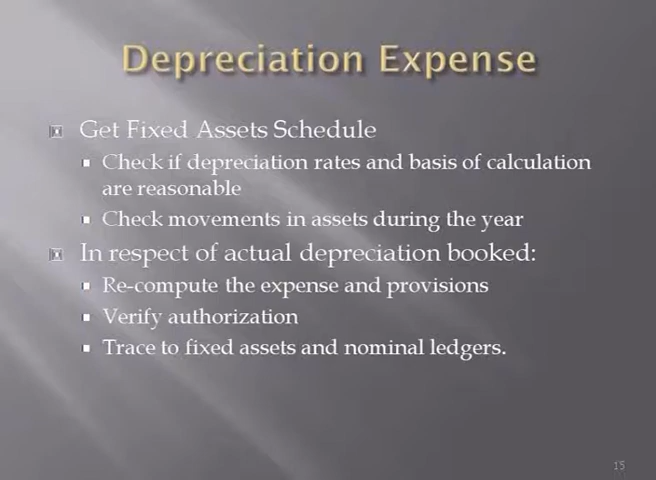 Depreciation Expense
Get Fixed Assets Schedule
Check if depreciation rates and basis of calculation
are reasonable
Check movements in assets during the year
In respect of actual depreciation booked:
Re-compute the expense and provisions
Verify authorization
Trace to fixed assets and nominal ledgers.
15